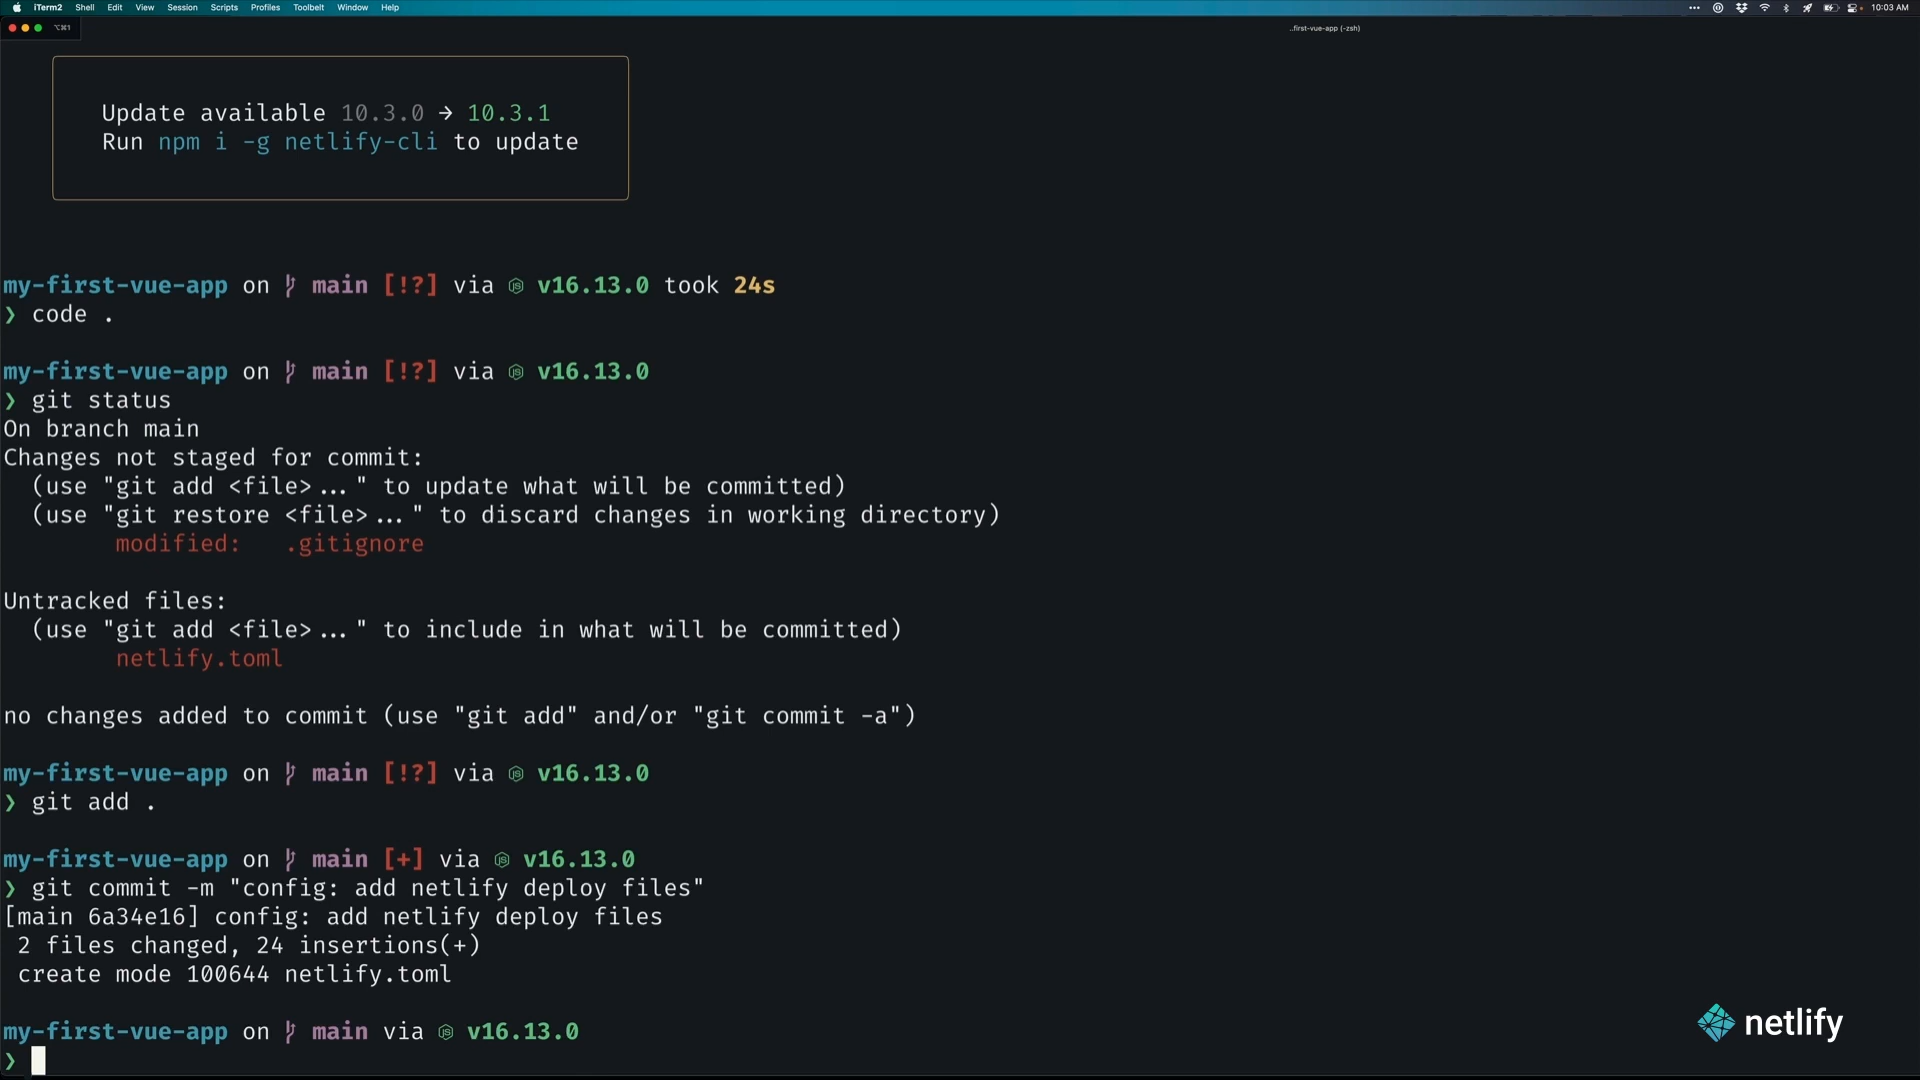 iTerm2 Shell Edit View Session Scripts Profiles Toolbelt Window Help 10:03 AM
⌥⌘1 ..first-vue-app (-zsh)
Update available 10.3.0 → 10.3.1
Run npm i -g netlify-cli to update
my-first-vue-app on main [!?] via v16.13.0 took 24s
❯ code .
my-first-vue-app on main [!?] via v16.13.0
❯ git status
On branch main
Changes not staged for commit:
(use "git add <file>..." to update what will be committed)
(use "git restore <file>..." to discard changes in working directory)
modified: .gitignore
Untracked files:
(use "git add <file>..." to include in what will be committed)
netlify.toml
no changes added to commit (use "git add" and/or "git commit -a")
my-first-vue-app on main [!?] via v16.13.0
❯ git add .
my-first-vue-app on main [+] via v16.13.0
❯ git commit -m "config: add netlify deploy files"
[main 6a34e16] config: add netlify deploy files
2 files changed, 24 insertions(+)
create mode 100644 netlify.toml
my-first-vue-app on main via v16.13.0
❯
netlify